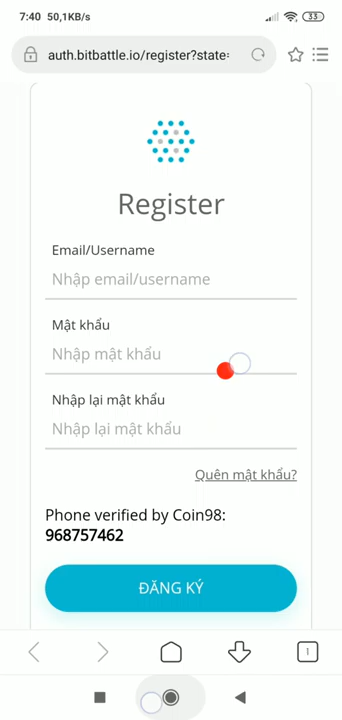 7:40 50,1KB/s 33
auth.bitbattle.io/register?state=
Register
Email/Username
Nhập email/username
Mật khẩu
Nhập mật khẩu
Nhập lại mật khẩu
Nhập lại mật khẩu
Quên mật khẩu?
Phone verified by Coin98:
968757462
ĐĂNG KÝ
1